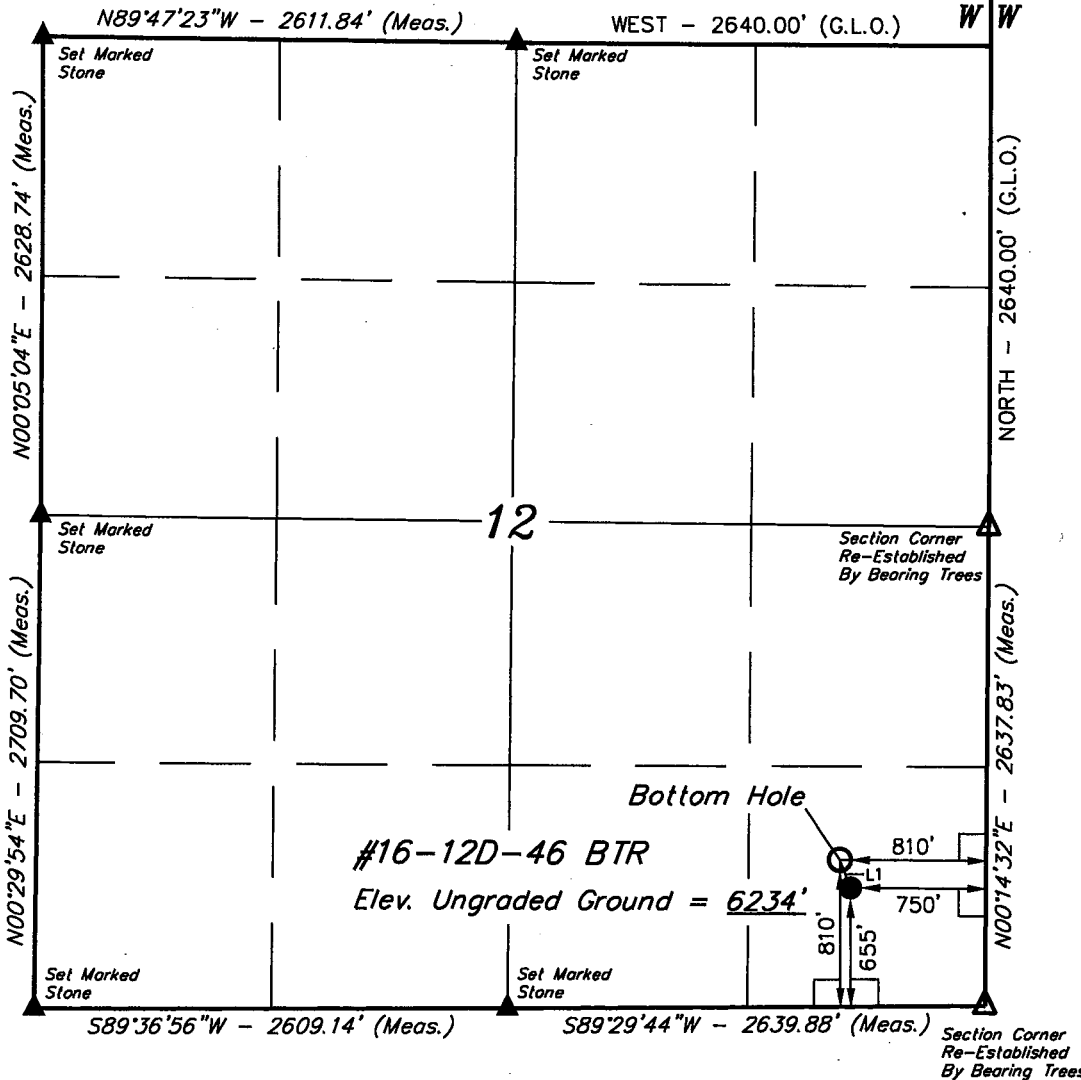 N89°47'23"W - 2611.84' (Meas.)
WEST - 2640.00' (G.L.O.)
W W
Set Marked
Stone
Set Marked
Stone
N00°05'04"E - 2628.74' (Meas.)
NORTH - 2640.00' (G.L.O.)
Set Marked
Stone
12
Section Corner
Re-Established
By Bearing Trees
N00°29'54"E - 2709.70' (Meas.)
N00°14'32"E - 2637.83' (Meas.)
Bottom Hole
#16-12D-46 BTR
Elev. Ungraded Ground = 6234'
810'
L1
750'
810'
655'
Set Marked
Stone
Set Marked
Stone
S89°36'56"W - 2609.14' (Meas.)
S89°29'44"W - 2639.88' (Meas.)
Section Corner
Re-Established
By Bearing Trees